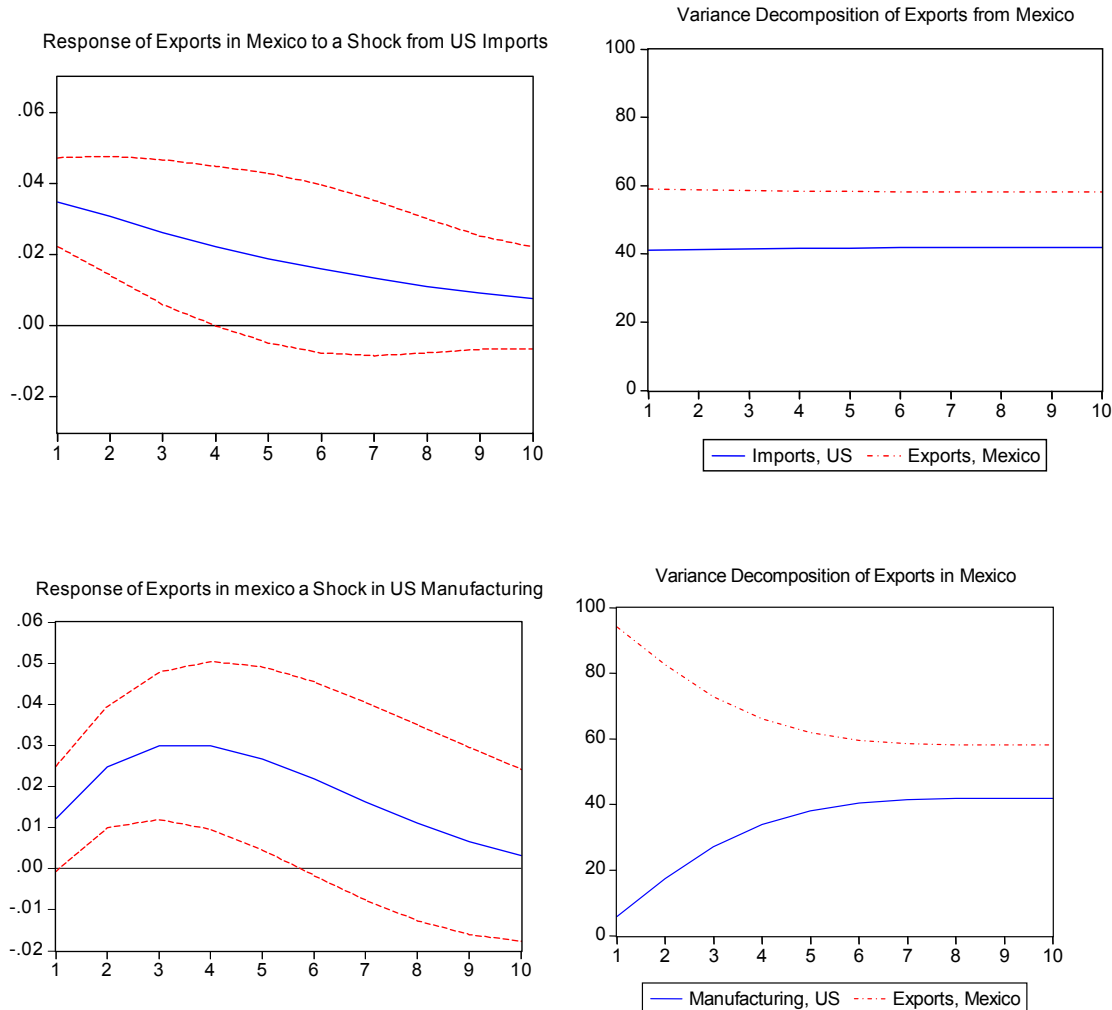 Response of Exports in Mexico to a Shock from US Imports
.06
.04
.02
.00
-.02
1 2 3 4 5 6 7 8 9 10
Variance Decomposition of Exports from Mexico
100
80
60
40
20
0
1 2 3 4 5 6 7 8 9 10
Imports, US Exports, Mexico
Response of Exports in mexico a Shock in US Manufacturing
.06
.05
.04
.03
.02
.01
.00
-.01
-.02
1 2 3 4 5 6 7 8 9 10
Variance Decomposition of Exports in Mexico
100
80
60
40
20
0
1 2 3 4 5 6 7 8 9 10
Manufacturing, US Exports, Mexico